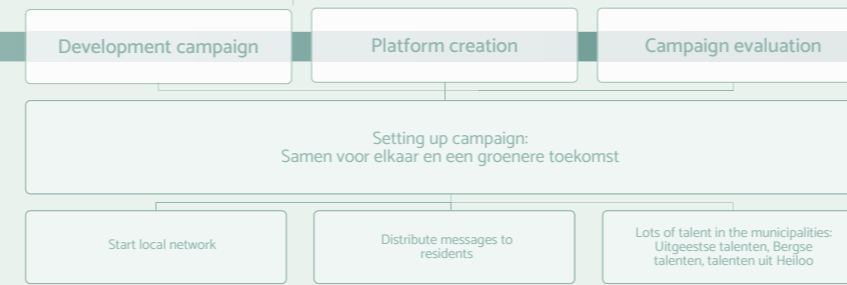 Development campaign
Platform creation
Campaign evaluation
Setting up campaign:
Samen voor elkaar en een groenere toekomst
Start local network
Distribute messages to
residents
Lots of talent in the municipalities:
Uitgeestse talenten, Bergse
talenten, talenten uit Heiloo